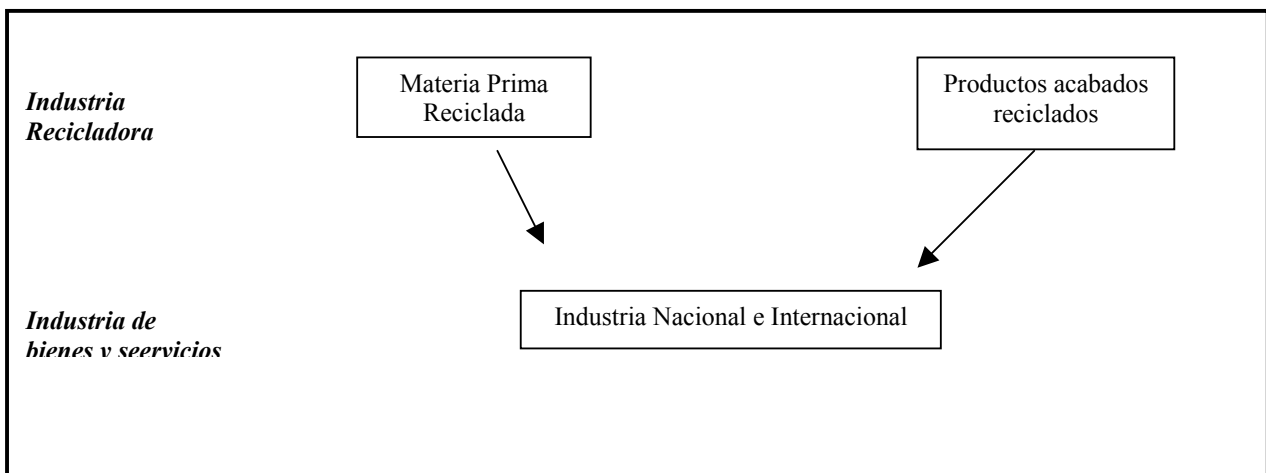 Industria
Recicladora
Materia Prima
Reciclada
Productos acabados
reciclados
Industria de
bienes y seervicios
Industria Nacional e Internacional